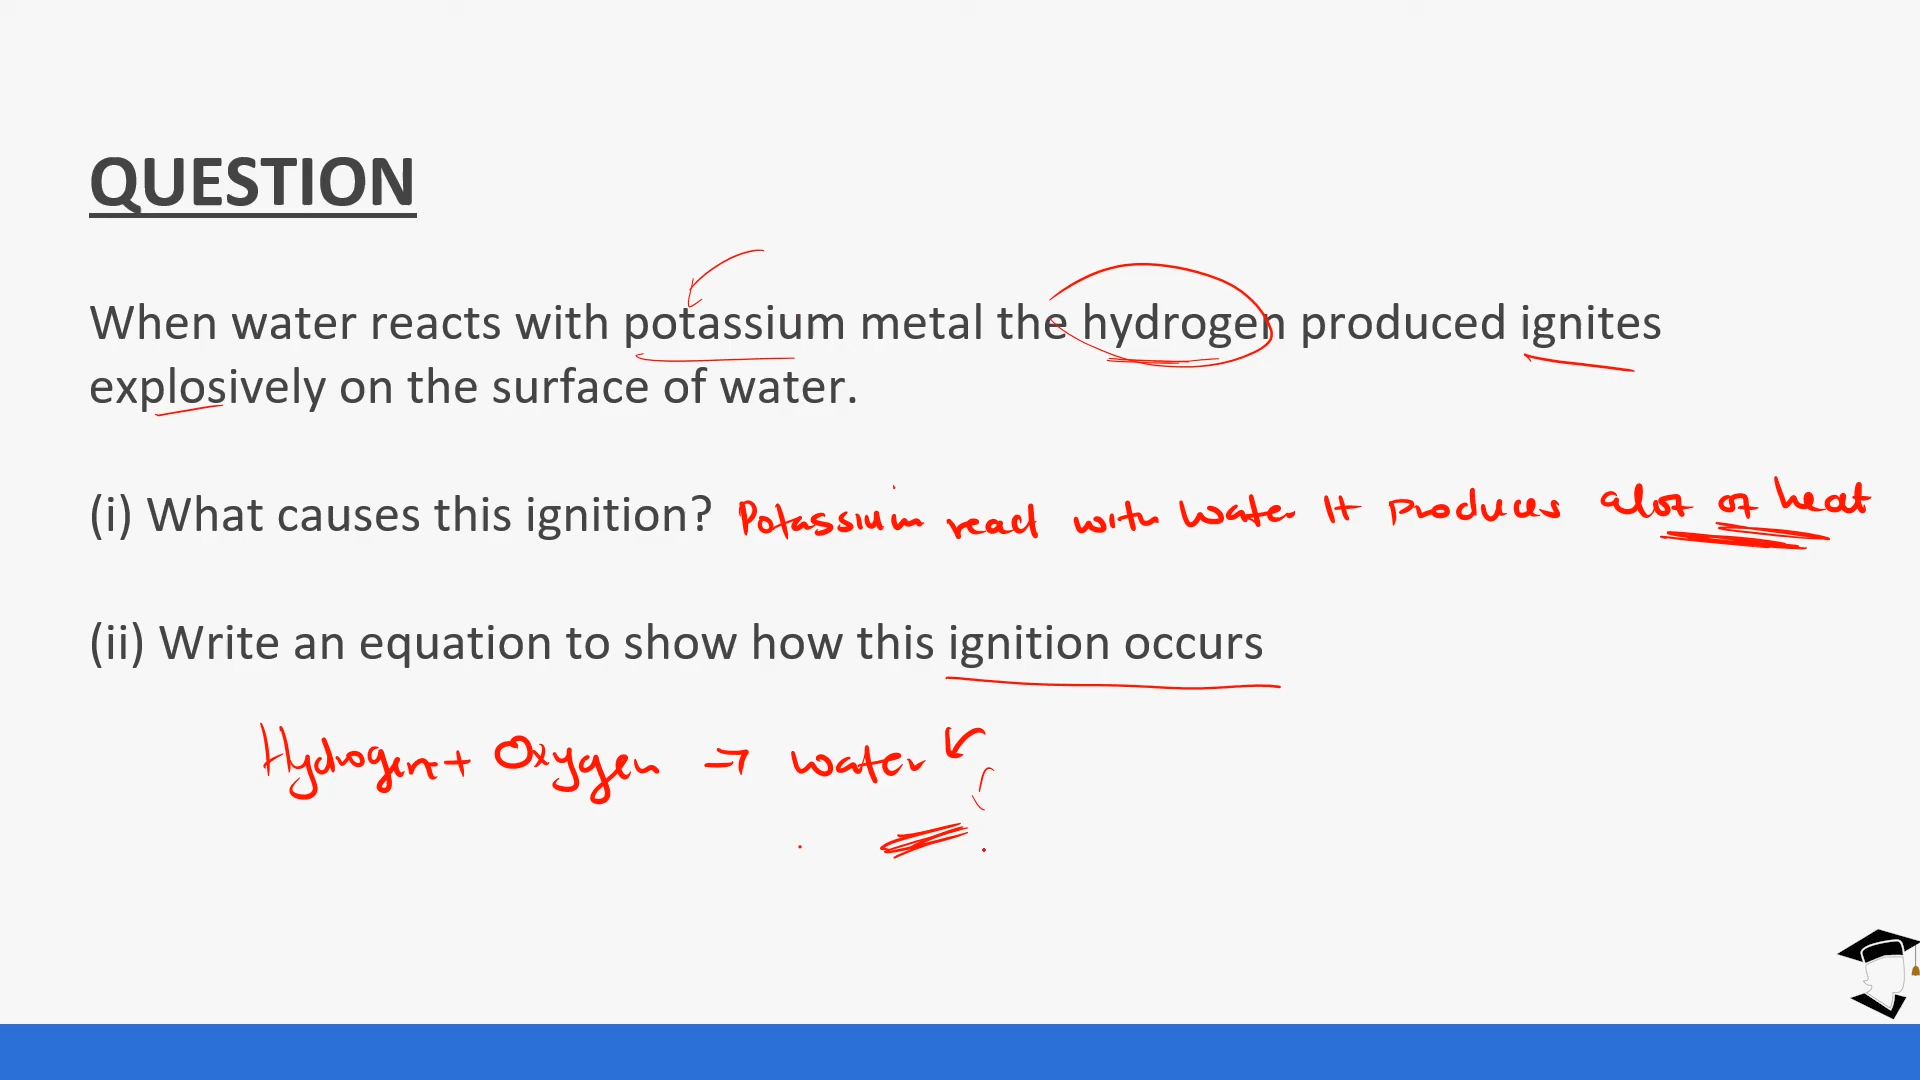 QUESTION
When water reacts with potassium metal the hydrogen produced ignites
explosively on the surface of water.
(i) What causes this ignition? Potassium react with water It produces alot of heat
(ii) Write an equation to show how this ignition occurs
Hydrogen + Oxygen → water